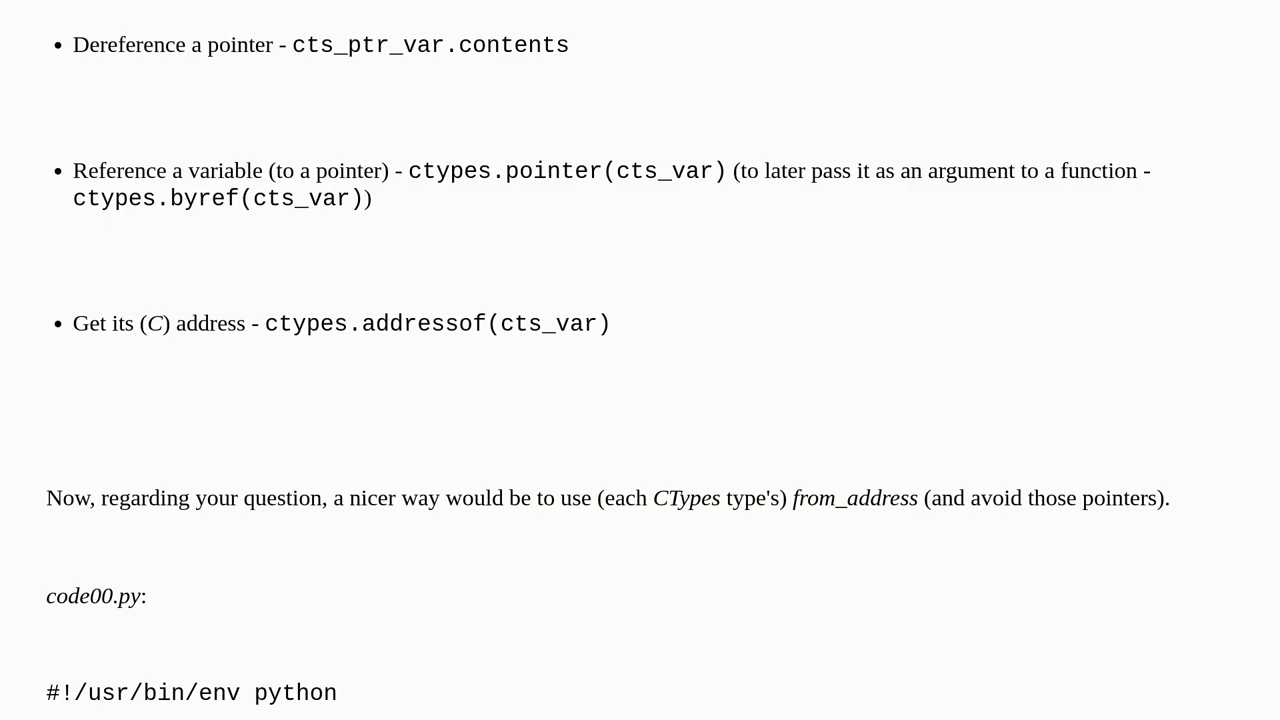 • Dereference a pointer - cts_ptr_var.contents
• Reference a variable (to a pointer) - ctypes.pointer(cts_var) (to later pass it as an argument to a function -
ctypes.byref(cts_var))
• Get its (C) address - ctypes.addressof(cts_var)
Now, regarding your question, a nicer way would be to use (each CTypes type's) from_address (and avoid those pointers).
code00.py:
#!/usr/bin/env python